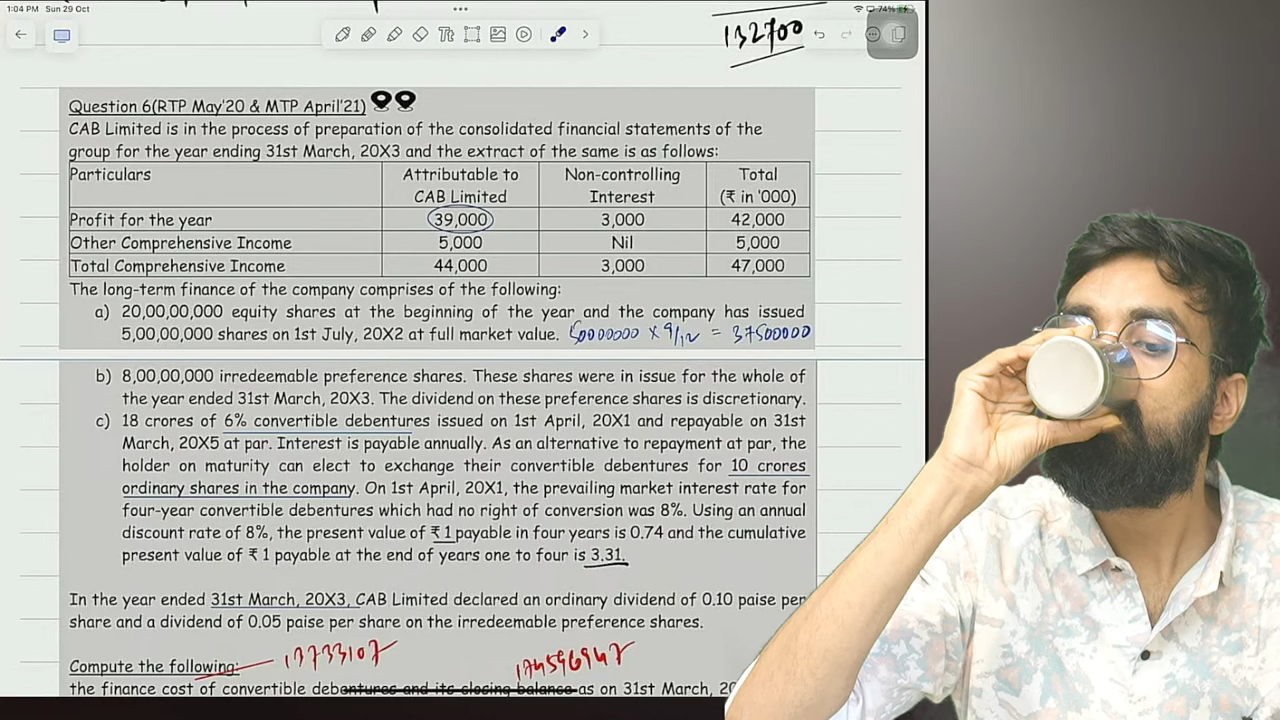 1:04 PM Sun 29 Oct
74%
132700
Question 6(RTP May'20 & MTP April'21)
CAB Limited is in the process of preparation of the consolidated financial statements of the
group for the year ending 31st March, 20X3 and the extract of the same is as follows:
Particulars Attributable to CAB Limited Non-controlling Interest Total (₹ in '000)
Profit for the year 39,000 3,000 42,000
Other Comprehensive Income 5,000 Nil 5,000
Total Comprehensive Income 44,000 3,000 47,000
The long-term finance of the company comprises of the following:
a) 20,00,00,000 equity shares at the beginning of the year and the company has issued
5,00,00,000 shares on 1st July, 20X2 at full market value. 50000000 x 9/12 = 37500000
b) 8,00,00,000 irredeemable preference shares. These shares were in issue for the whole of
the year ended 31st March, 20X3. The dividend on these preference shares is discretionary.
c) 18 crores of 6% convertible debentures issued on 1st April, 20X1 and repayable on 31st
March, 20X5 at par. Interest is payable annually. As an alternative to repayment at par, the
holder on maturity can elect to exchange their convertible debentures for 10 crores
ordinary shares in the company. On 1st April, 20X1, the prevailing market interest rate for
four-year convertible debentures which had no right of conversion was 8%. Using an annual
discount rate of 8%, the present value of ₹ 1 payable in four years is 0.74 and the cumulative
present value of ₹ 1 payable at the end of years one to four is 3.31.
In the year ended 31st March, 20X3, CAB Limited declared an ordinary dividend of 0.10 paise per
share and a dividend of 0.05 paise per share on the irredeemable preference shares.
Compute the following: 13733107 174596947
the finance cost of convertible debentures and its closing balance as on 31st March,